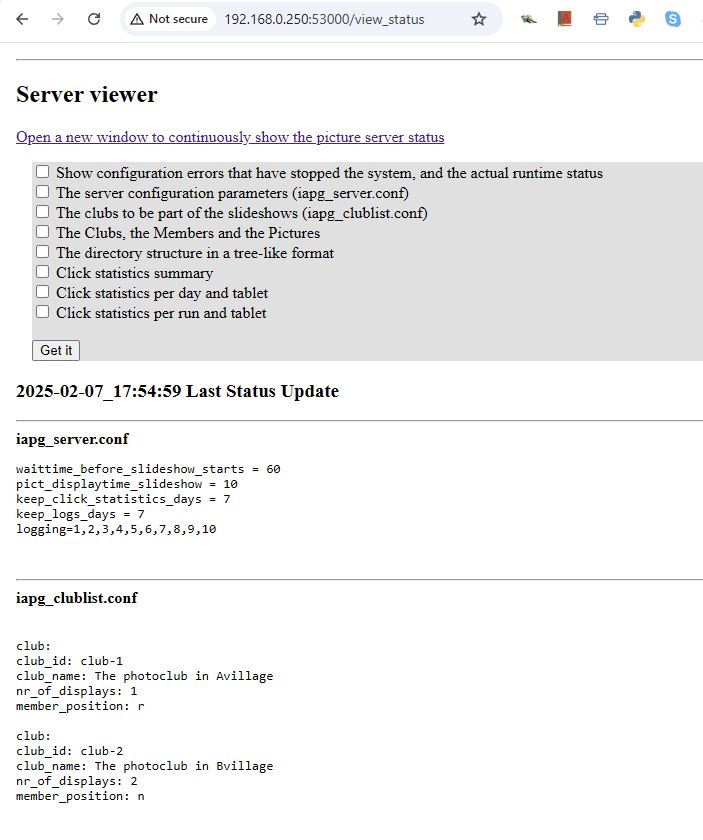 Not secure 192.168.0.250:53000/view_status
Server viewer
Open a new window to continuously show the picture server status
Show configuration errors that have stopped the system, and the actual runtime status
The server configuration parameters (iapg_server.conf)
The clubs to be part of the slideshows (iapg_clublist.conf)
The Clubs, the Members and the Pictures
The directory structure in a tree-like format
Click statistics summary
Click statistics per day and tablet
Click statistics per run and tablet
Get it
2025-02-07_17:54:59 Last Status Update
iapg_server.conf
waittime_before_slideshow_starts = 60
pict_displaytime_slideshow = 10
keep_click_statistics_days = 7
keep_logs_days = 7
logging=1,2,3,4,5,6,7,8,9,10
iapg_clublist.conf
club:
club_id: club-1
club_name: The photoclub in Avillage
nr_of_displays: 1
member_position: r
club:
club_id: club-2
club_name: The photoclub in Bvillage
nr_of_displays: 2
member_position: n